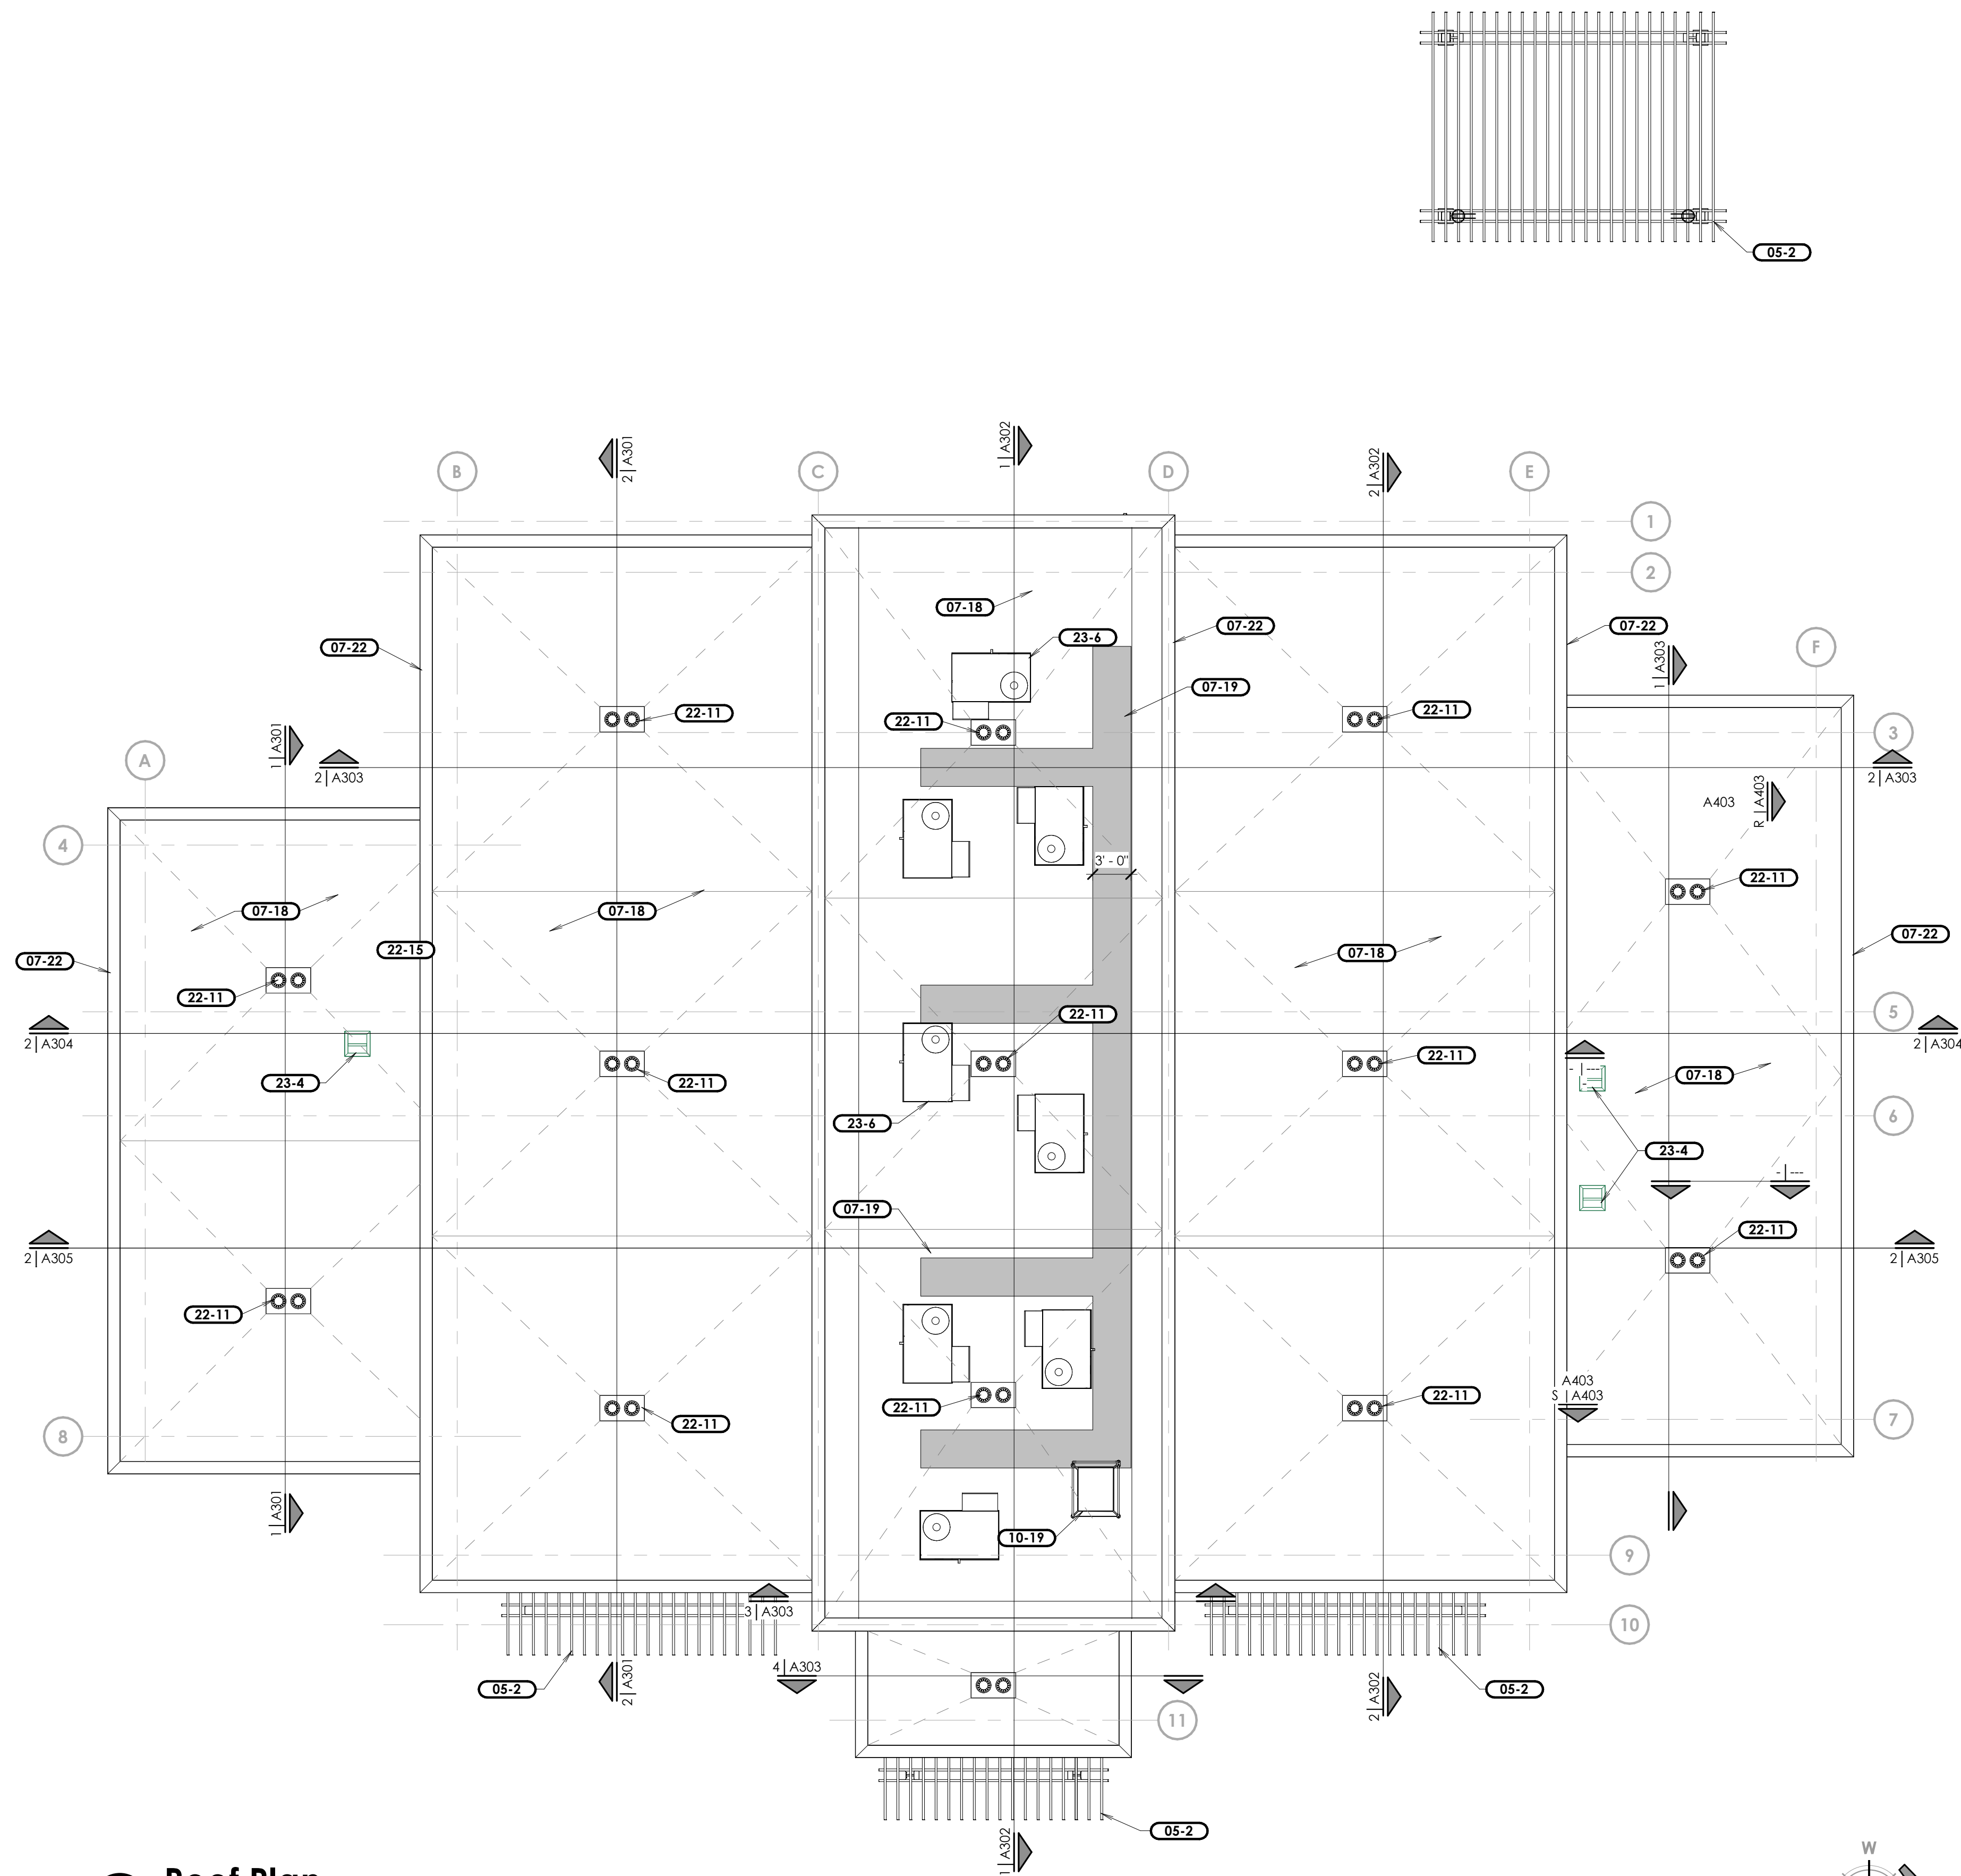 05-2
1 | A302
2 | A301
2 | A302
B
C
D
E
1
2
07-18
07-22
07-22
07-22
23-6
F
1 | A303
07-19
22-11
22-11
22-11
3
1 | A301
A
2 | A303
2 | A303
A403
R | A403
4
3' - 0"
22-11
07-18
07-18
07-22
22-15
07-18
07-22
22-11
5
22-11
2 | A304
2 | A304
22-11
22-11
- | ---
-
07-18
23-4
23-6
6
23-4
- | ---
07-19
22-11
2 | A305
2 | A305
22-11
A403
S | A403
22-11
22-11
22-11
7
8
1 | A301
10-19
9
3 | A303
10
4 | A303
2 | A301
05-2
2 | A302
05-2
11
05-2
1 | A302
W
Roof Plan